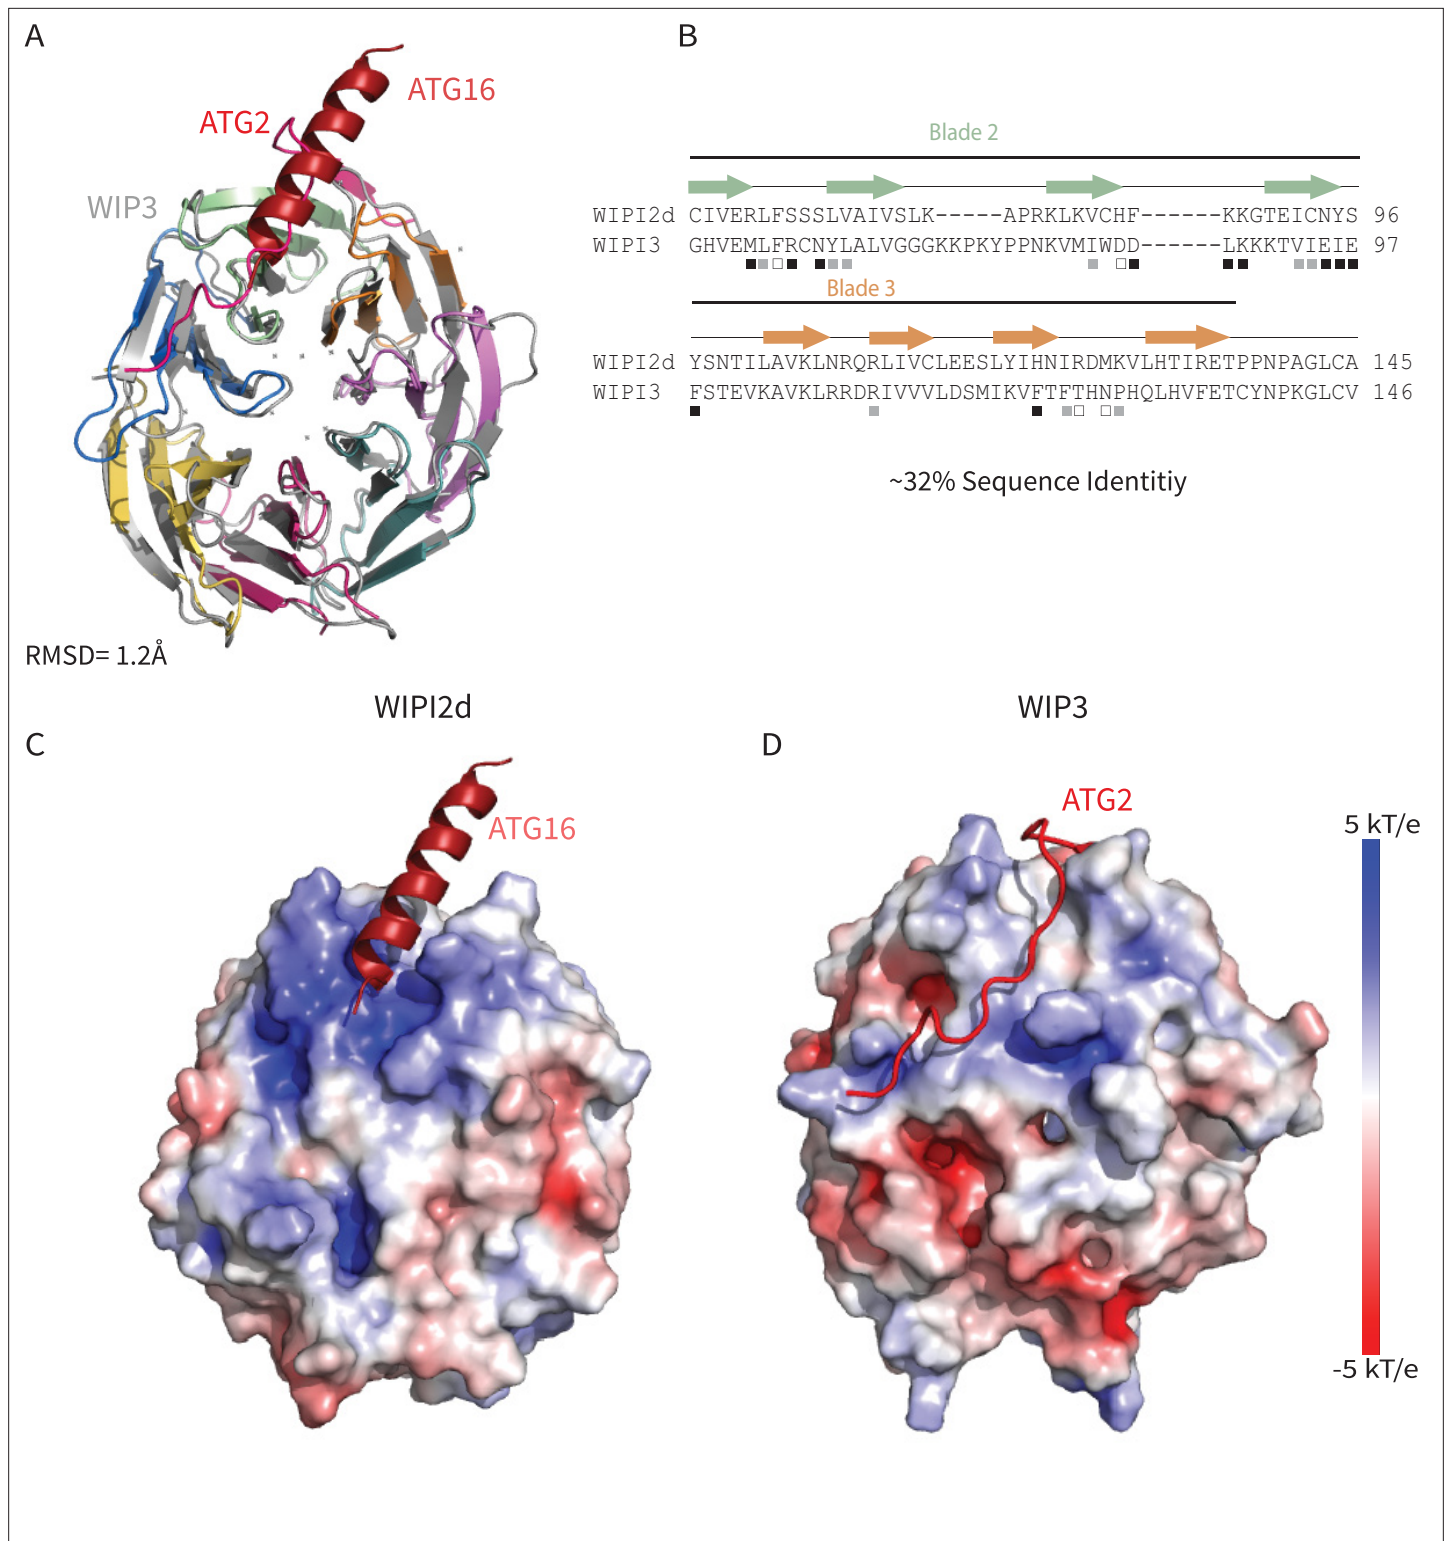 A
B
ATG16
ATG2
WIP3
Blade 2
WIPI2d CIVERLFSSSLVAIVSLK-----APRKLKVCHF------KKGTEICNYS 96
WIPI3 GHVEMLFRCNYLALVGGGKKPKYPPNKVMIWDD------LKKKTVIEIE 97
Blade 3
WIPI2d YSNTILAVKLNRQRLIVCLEESLYIHNIRDMKVLHTIRETPPNPAGLCA 145
WIPI3 FSTEVKAVKLRRDRIVVVLDSMIKVFTFTHNPHQLHVFETCYNPKGLCV 146
~32% Sequence Identitiy
RMSD= 1.2Å
WIPI2d
WIP3
C
D
ATG16
ATG2
5 kT/e
-5 kT/e